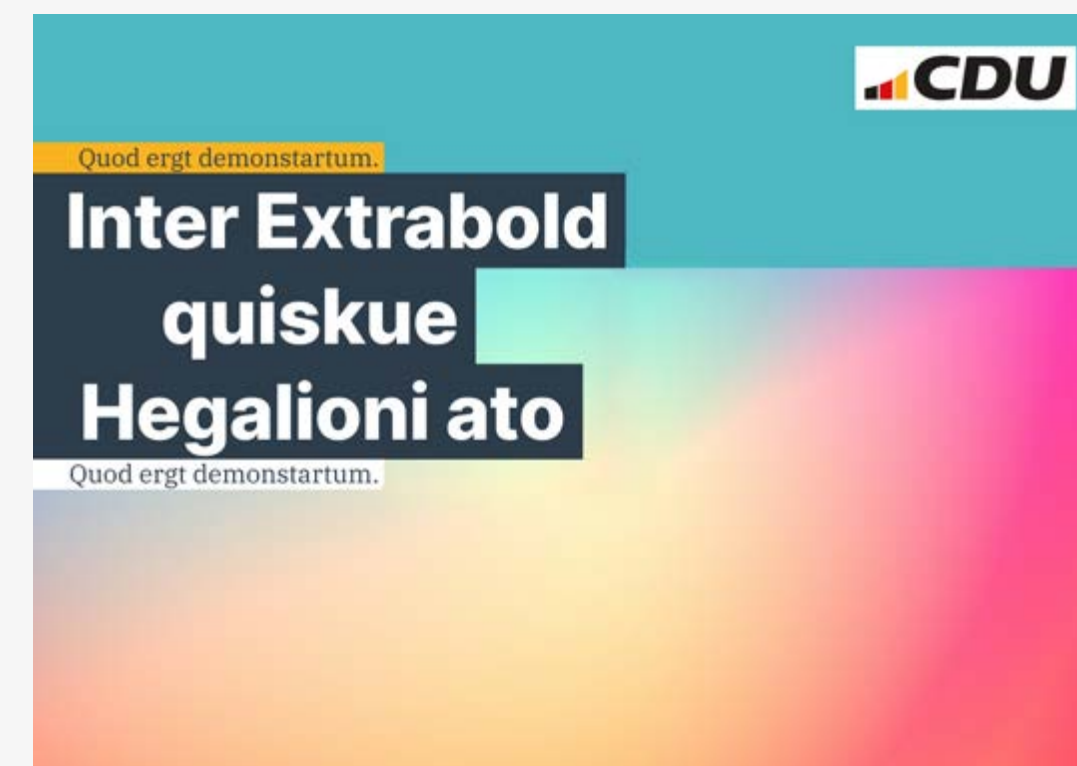 CDU
Quod ergt demonstartum.
Inter Extrabold
quiskue
Hegalioni ato
Quod ergt demonstartum.